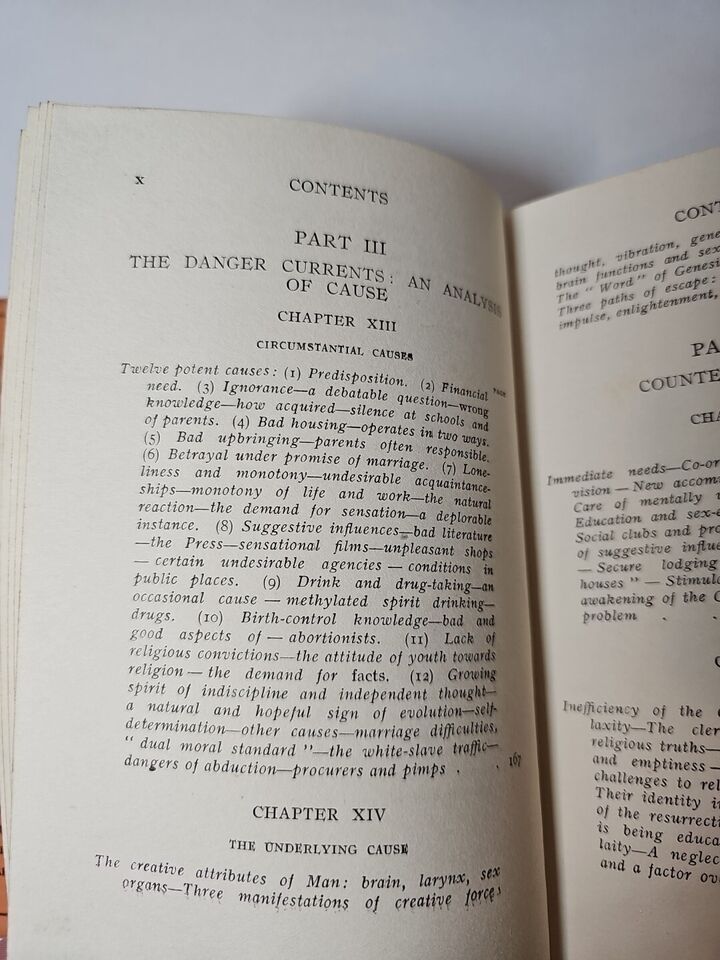 x CONTENTS
PART III
THE DANGER CURRENTS: AN ANALYSIS
OF CAUSE
CHAPTER XIII
CIRCUMSTANTIAL CAUSES
PAGE
Twelve potent causes: (1) Predisposition. (2) Financial
need. (3) Ignorance—a debatable question—wrong
knowledge—how acquired—silence at schools and
of parents. (4) Bad housing—operates in two ways.
(5) Bad upbringing—parents often responsible.
(6) Betrayal under promise of marriage. (7) Lone-
liness and monotony—undesirable acquaintance-
ships—monotony of life and work—the natural
reaction—the demand for sensation—a deplorable
instance. (8) Suggestive influences—bad literature
—the Press—sensational films—unpleasant shops
— certain undesirable agencies — conditions in
public places. (9) Drink and drug-taking—an
occasional cause — methylated spirit drinking—
drugs. (10) Birth-control knowledge—bad and
good aspects of — abortionists. (11) Lack of
religious convictions—the attitude of youth towards
religion — the demand for facts. (12) Growing
spirit of indiscipline and independent thought—
a natural and hopeful sign of evolution—self-
determination—other causes—marriage difficulties,
" dual moral standard "—the white-slave traffic—
dangers of abduction—procurers and pimps . . 167
CHAPTER XIV
THE UNDERLYING CAUSE
The creative attributes of Man: brain, larynx, sex
organs—Three manifestations of creative force,
CONT
thought, vibration, gene
brain functions and sex
The " Word " of Genesi
Three paths of escape:
impulse, enlightenment,
PA
COUNTE
CHA
Immediate needs—Co-or
vision — New accom
Care of mentally
Education and sex-e
Social clubs and pro
of suggestive influe
— Secure lodging
houses " — Stimula
awakening of the C
problem . .
C
Inefficiency of the
laxity—The cler
religious truths—
and emptiness —
challenges to rel
Their identity i
of the resurrecti
is being educa
laity—A neglec
and a factor ov